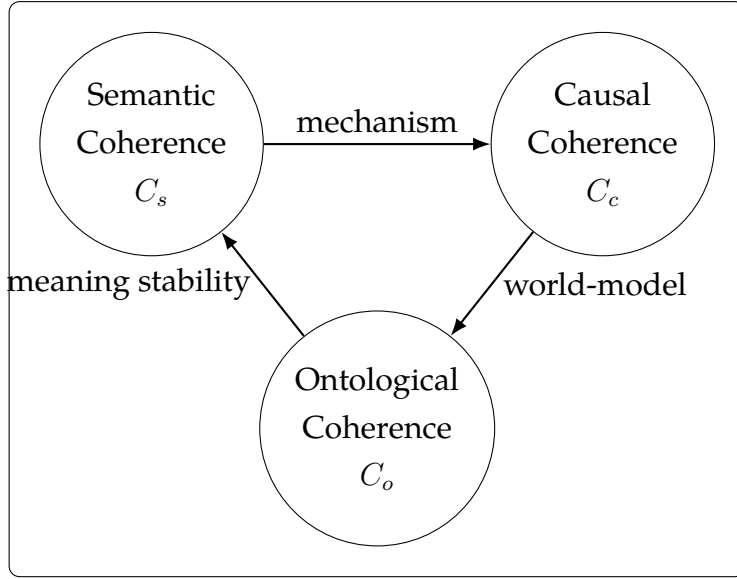 Semantic
Coherence
C_s
mechanism
Causal
Coherence
C_c
meaning stability
world-model
Ontological
Coherence
C_o